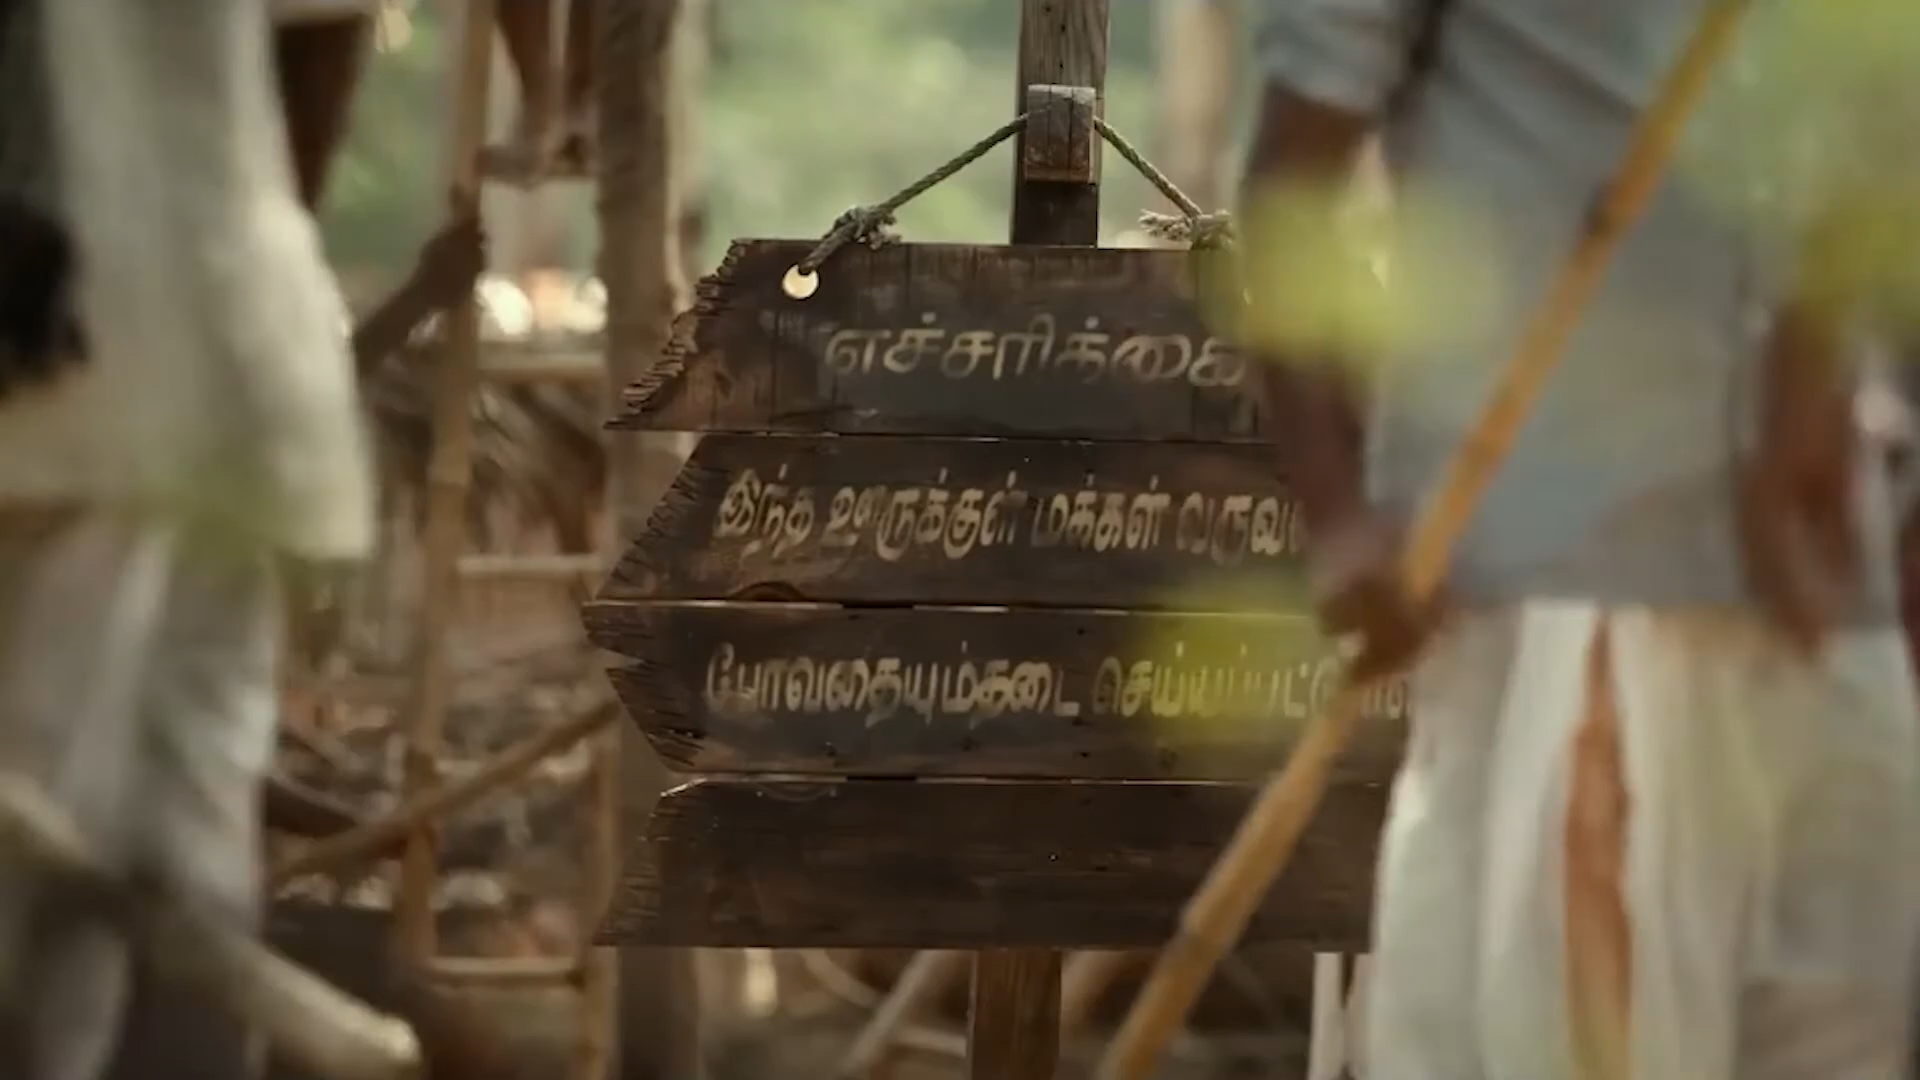 எச்சரிக்கை
இந்த ஊருக்குள் மக்கள்
போவதையும்தடை